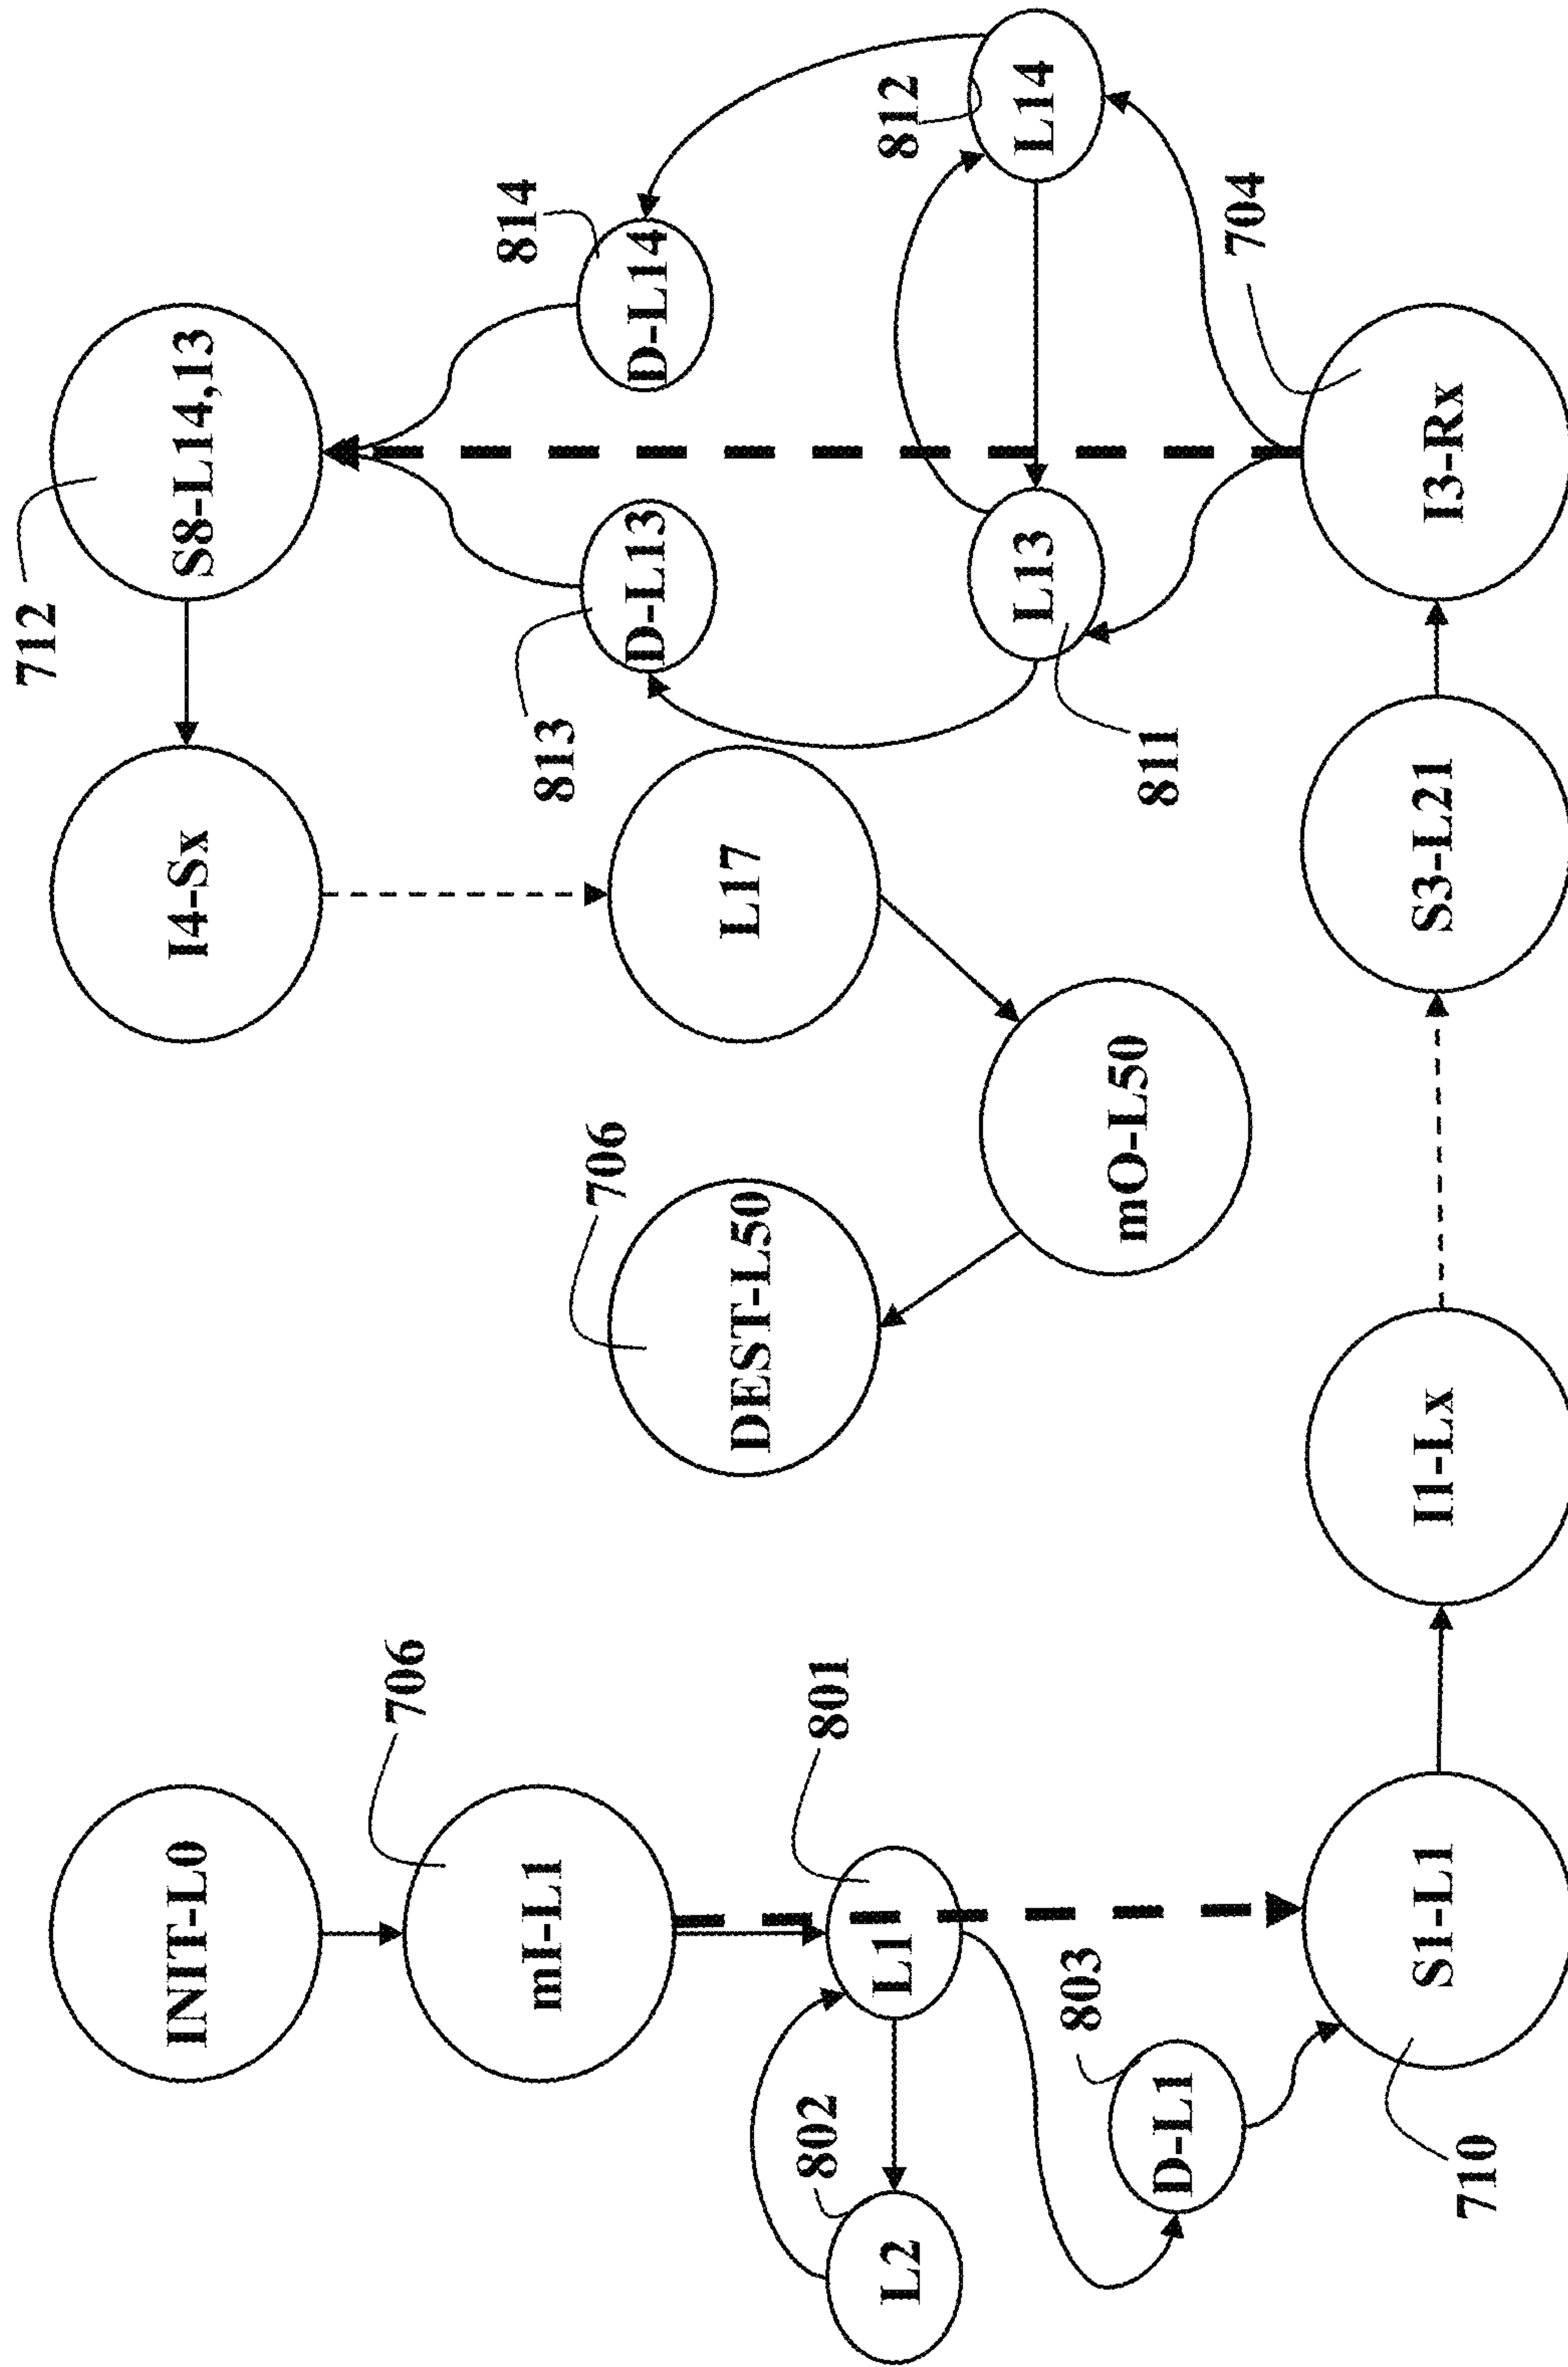 INIT-L0
mI-L1
706
L1
801
L2
802
D-L1
803
S1-L1
710
I1-Lx
S3-L21
I3-Rx
704
L13
811
L14
812
D-L13
813
D-L14
814
S8-L14,13
712
I4-Sx
L17
mO-L50
DEST-L50
706